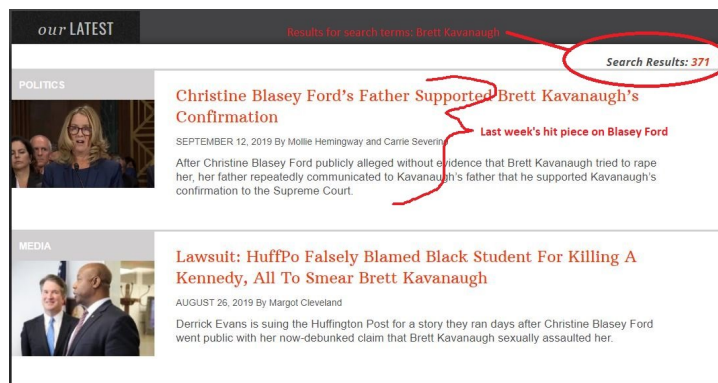 our LATEST
Results for search terms: Brett Kavanaugh
Search Results: 371
POLITICS
Christine Blasey Ford's Father Supported Brett Kavanaugh's
Confirmation
Last week's hit piece on Blasey Ford
SEPTEMBER 12, 2019 By Mollie Hemingway and Carrie Severino
After Christine Blasey Ford publicly alleged without evidence that Brett Kavanaugh tried to rape
her, her father repeatedly communicated to Kavanaugh's father that he supported Kavanaugh's
confirmation to the Supreme Court.
MEDIA
Lawsuit: HuffPo Falsely Blamed Black Student For Killing A
Kennedy, All To Smear Brett Kavanaugh
AUGUST 26, 2019 By Margot Cleveland
Derrick Evans is suing the Huffington Post for a story they ran days after Christine Blasey Ford
went public with her now-debunked claim that Brett Kavanaugh sexually assaulted her.